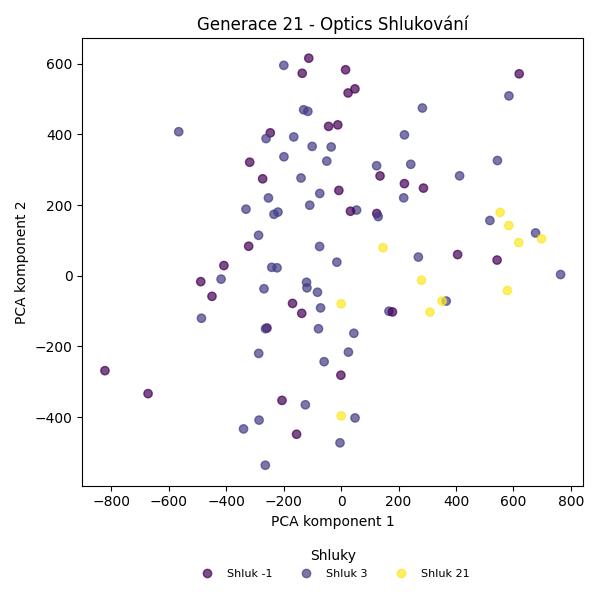 Generace 21 - Optics Shlukování
PCA komponent 2
600
400
200
0
−200
−400
−800 −600 −400 −200 0 200 400 600 800
PCA komponent 1
Shluky
Shluk -1 Shluk 3 Shluk 21